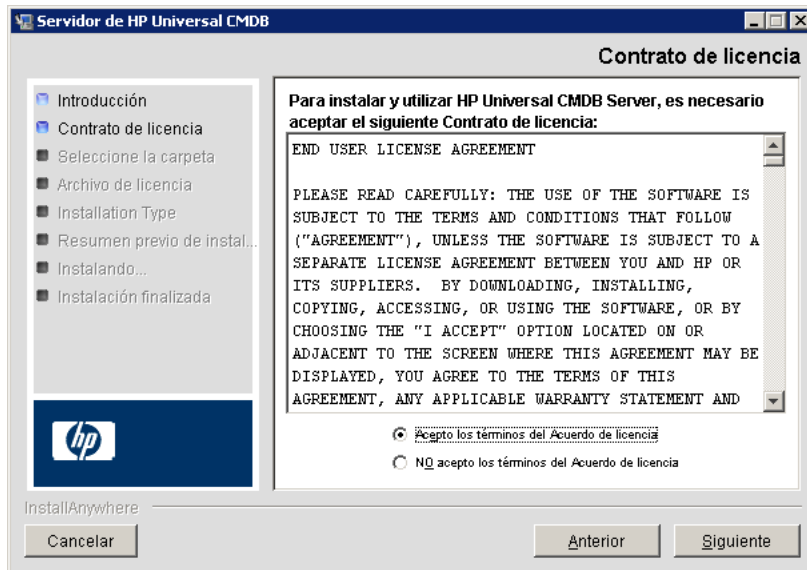 Servidor de HP Universal CMDB
Contrato de licencia
Introducción
Contrato de licencia
Seleccione la carpeta
Archivo de licencia
Installation Type
Resumen previo de instal...
Instalando...
Instalación finalizada
hp
Para instalar y utilizar HP Universal CMDB Server, es necesario
aceptar el siguiente Contrato de licencia:
END USER LICENSE AGREEMENT
PLEASE READ CAREFULLY: THE USE OF THE SOFTWARE IS
SUBJECT TO THE TERMS AND CONDITIONS THAT FOLLOW
("AGREEMENT"), UNLESS THE SOFTWARE IS SUBJECT TO A
SEPARATE LICENSE AGREEMENT BETWEEN YOU AND HP OR
ITS SUPPLIERS.  BY DOWNLOADING, INSTALLING,
COPYING, ACCESSING, OR USING THE SOFTWARE, OR BY
CHOOSING THE "I ACCEPT" OPTION LOCATED ON OR
ADJACENT TO THE SCREEN WHERE THIS AGREEMENT MAY BE
DISPLAYED, YOU AGREE TO THE TERMS OF THIS
AGREEMENT, ANY APPLICABLE WARRANTY STATEMENT AND
Acepto los términos del Acuerdo de licencia
NO acepto los términos del Acuerdo de licencia
InstallAnywhere
Cancelar
Anterior
Siguiente